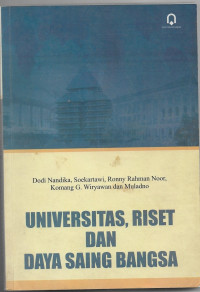 Dodi Nandika, Soekartawi, Ronny Rahman Noor,
Komang G. Wiryawan dan Muladno
UNIVERSITAS, RISET
DAN
DAYA SAING BANGSA